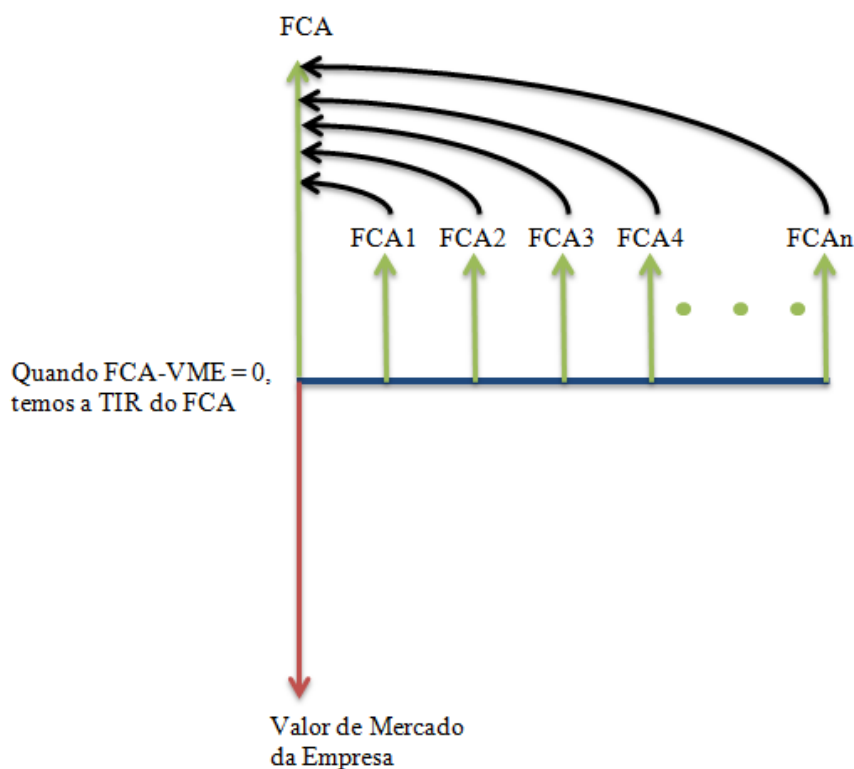 FCA
FCA1 FCA2 FCA3 FCA4 FCAn
Quando FCA-VME = 0,
temos a TIR do FCA
Valor de Mercado
da Empresa